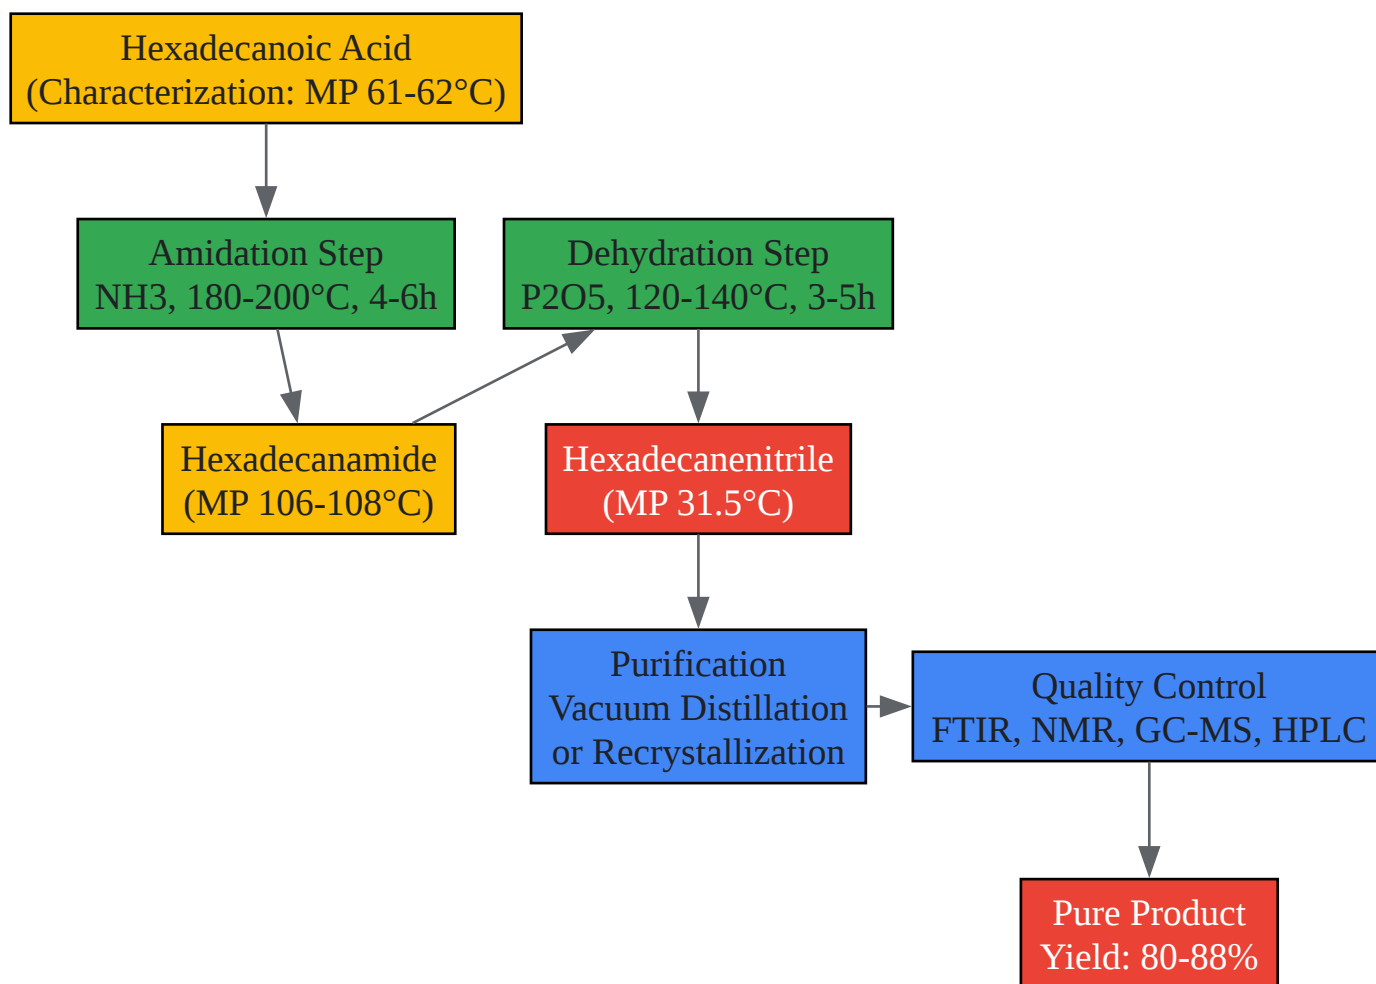 Hexadecanoic Acid
(Characterization: MP 61-62°C)
Amidation Step
NH3, 180-200°C, 4-6h
Dehydration Step
P2O5, 120-140°C, 3-5h
Hexadecanamide
(MP 106-108°C)
Hexadecanenitrile
(MP 31.5°C)
Purification
Vacuum Distillation
or Recrystallization
Quality Control
FTIR, NMR, GC-MS, HPLC
Pure Product
Yield: 80-88%